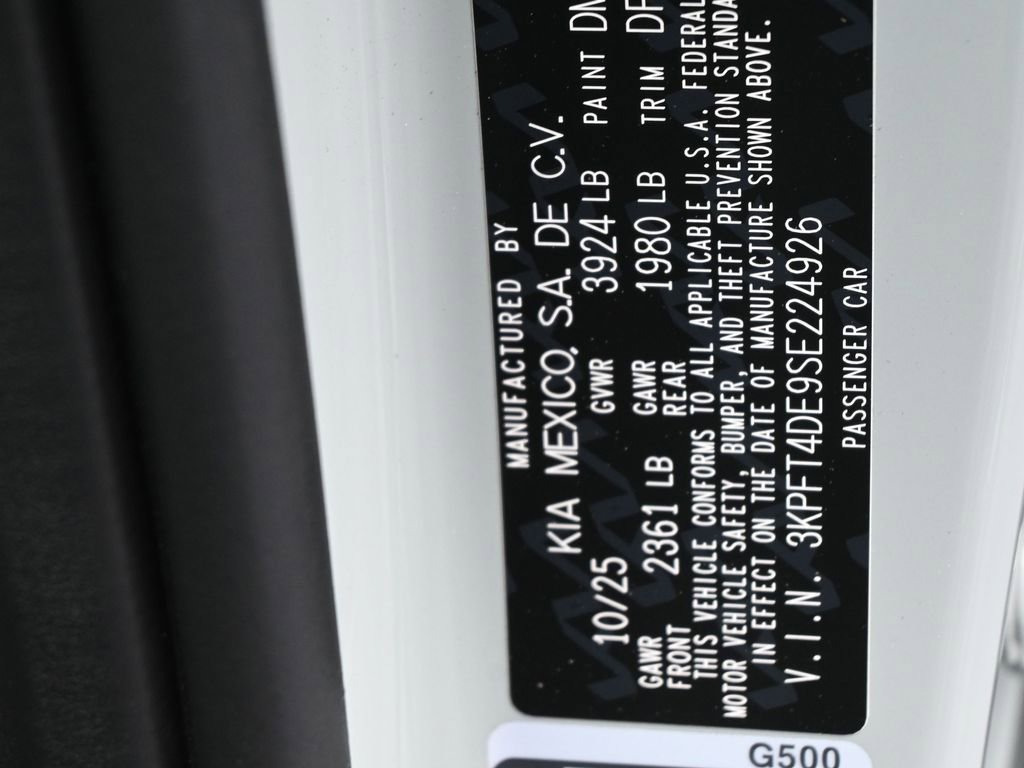 MANUFACTURED BY
KIA MEXICO, S.A. DE C.V.
10/25 GVWR 3924 LB PAINT
GAWR FRONT 2361 LB GAWR REAR 1980 LB TRIM
THIS VEHICLE CONFORMS TO ALL APPLICABLE U.S.A. FEDERAL
MOTOR VEHICLE SAFETY, BUMPER, AND THEFT PREVENTION
IN EFFECT ON THE DATE OF MANUFACTURE SHOWN ABOVE.
V.I.N. 3KPFT4DE9SE224926
PASSENGER CAR
G500